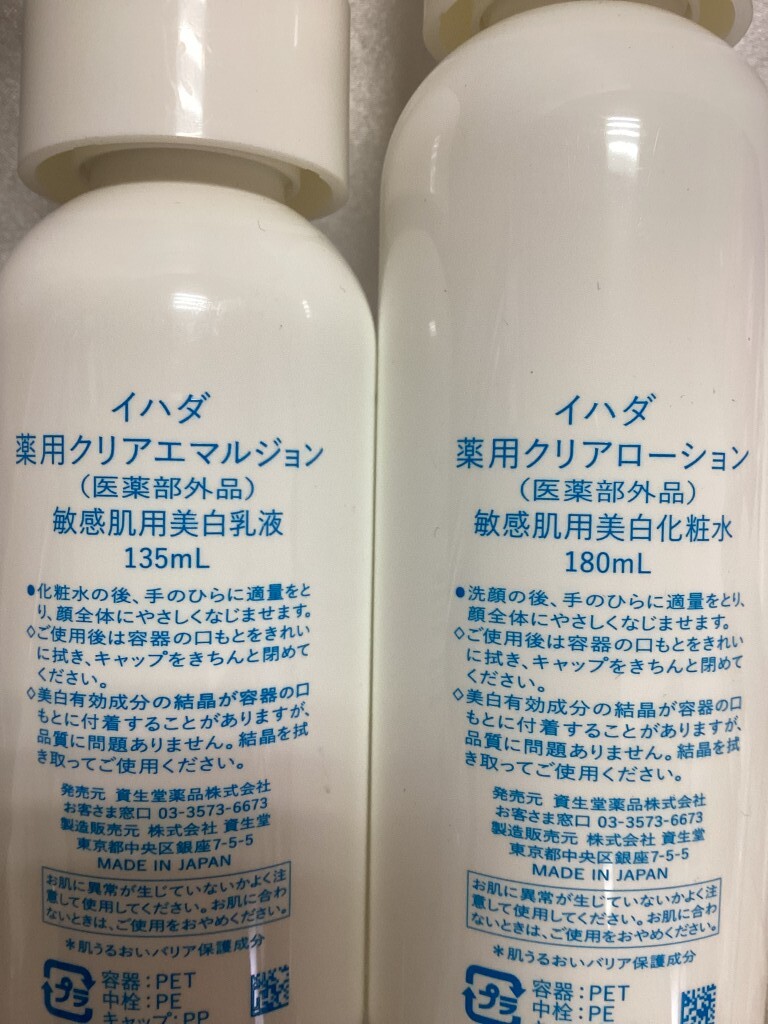 イハダ
薬用クリアエマルジョン
（医薬部外品）
敏感肌用美白乳液
135mL
●化粧水の後、手のひらに適量をと
り、顔全体にやさしくなじませます。
◇ご使用後は容器の口もとをきれい
に拭き、キャップをきちんと閉めて
ください。
◇美白有効成分の結晶が容器の口
もとに付着することがありますが、
品質に問題ありません。結晶を拭
き取ってご使用ください。
発売元 資生堂薬品株式会社
お客さま窓口 03-3573-6673
製造販売元 株式会社 資生堂
東京都中央区銀座7-5-5
MADE IN JAPAN
お肌に異常が生じていないかよく注
意して使用してください。お肌に合わ
ないときは、ご使用をおやめください。
＊肌うるおいバリア保護成分
プラ
容器：PET
中栓：PE
キャップ：PP
イハダ
薬用クリアローション
（医薬部外品）
敏感肌用美白化粧水
180mL
●洗顔の後、手のひらに適量をとり、
顔全体にやさしくなじませます。
◇ご使用後は容器の口もとをきれい
に拭き、キャップをきちんと閉めて
ください。
◇美白有効成分の結晶が容器の口
もとに付着することがありますが、
品質に問題ありません。結晶を拭
き取ってご使用ください。
発売元 資生堂薬品株式会社
お客さま窓口 03-3573-6673
製造販売元 株式会社 資生堂
東京都中央区銀座7-5-5
MADE IN JAPAN
お肌に異常が生じていないかよく注
意して使用してください。お肌に合わ
ないときは、ご使用をおやめください。
＊肌うるおいバリア保護成分
プラ
容器：PET
中栓：PE